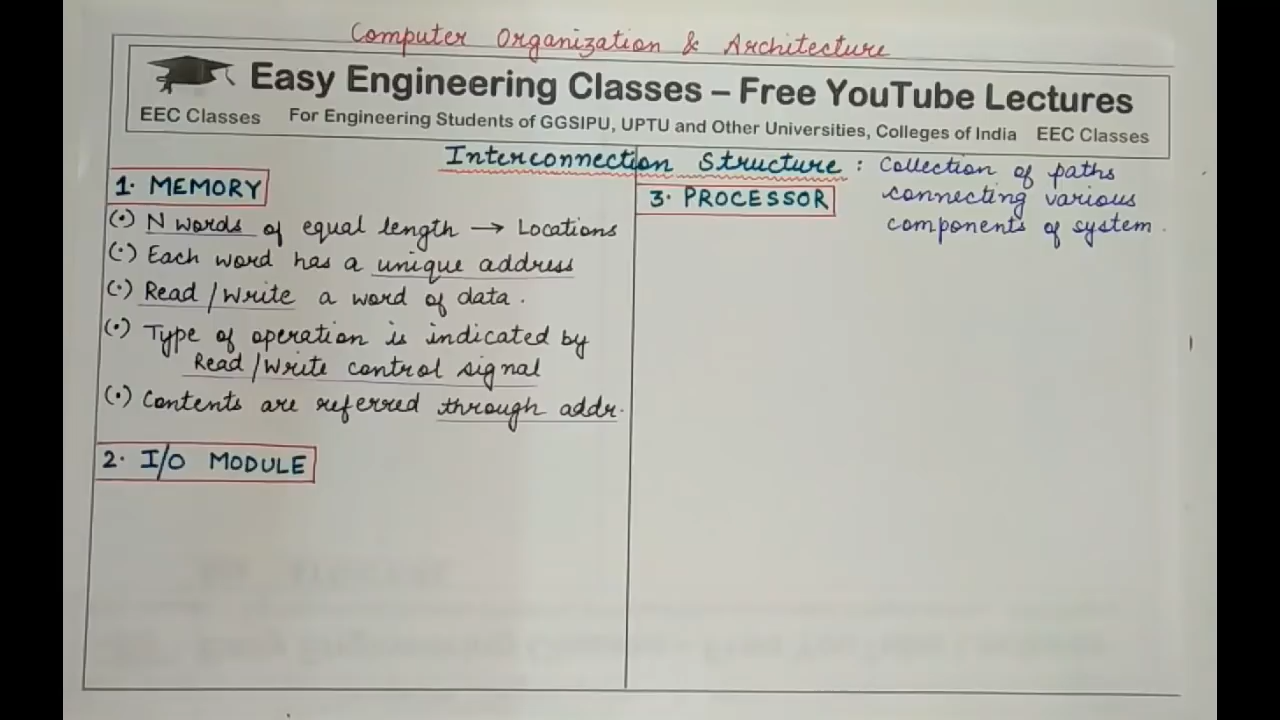 Computer Organization & Architecture
Easy Engineering Classes – Free YouTube Lectures
EEC Classes For Engineering Students of GGSIPU, UPTU and Other Universities, Colleges of India EEC Classes
Interconnection Structure : Collection of paths
connecting various
components of system.
1. MEMORY
(•) N words of equal length → Locations
(•) Each word has a unique address
(•) Read/Write a word of data.
(•) Type of operation is indicated by
Read/Write control signal
(•) Contents are referred through addr.
2. I/O MODULE
3. PROCESSOR